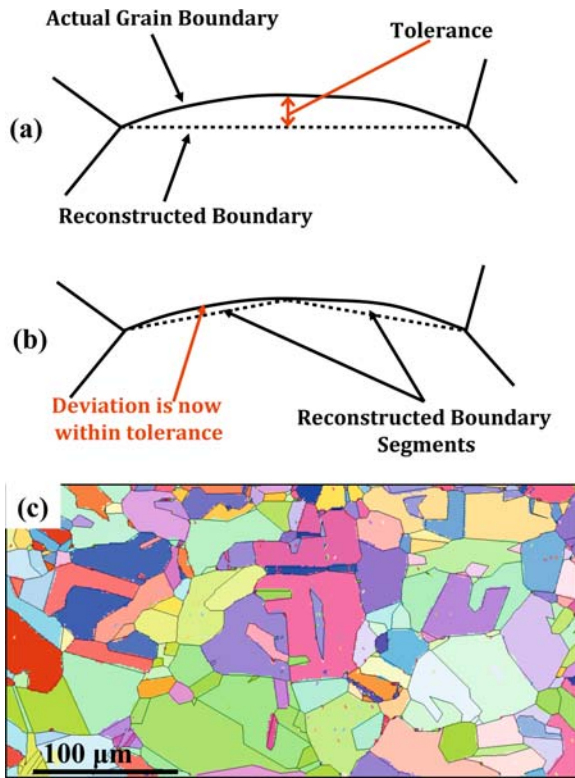 Actual Grain Boundary
Tolerance
(a)
Reconstructed Boundary
(b)
Deviation is now
within tolerance
Reconstructed Boundary
Segments
(c)
100 μm